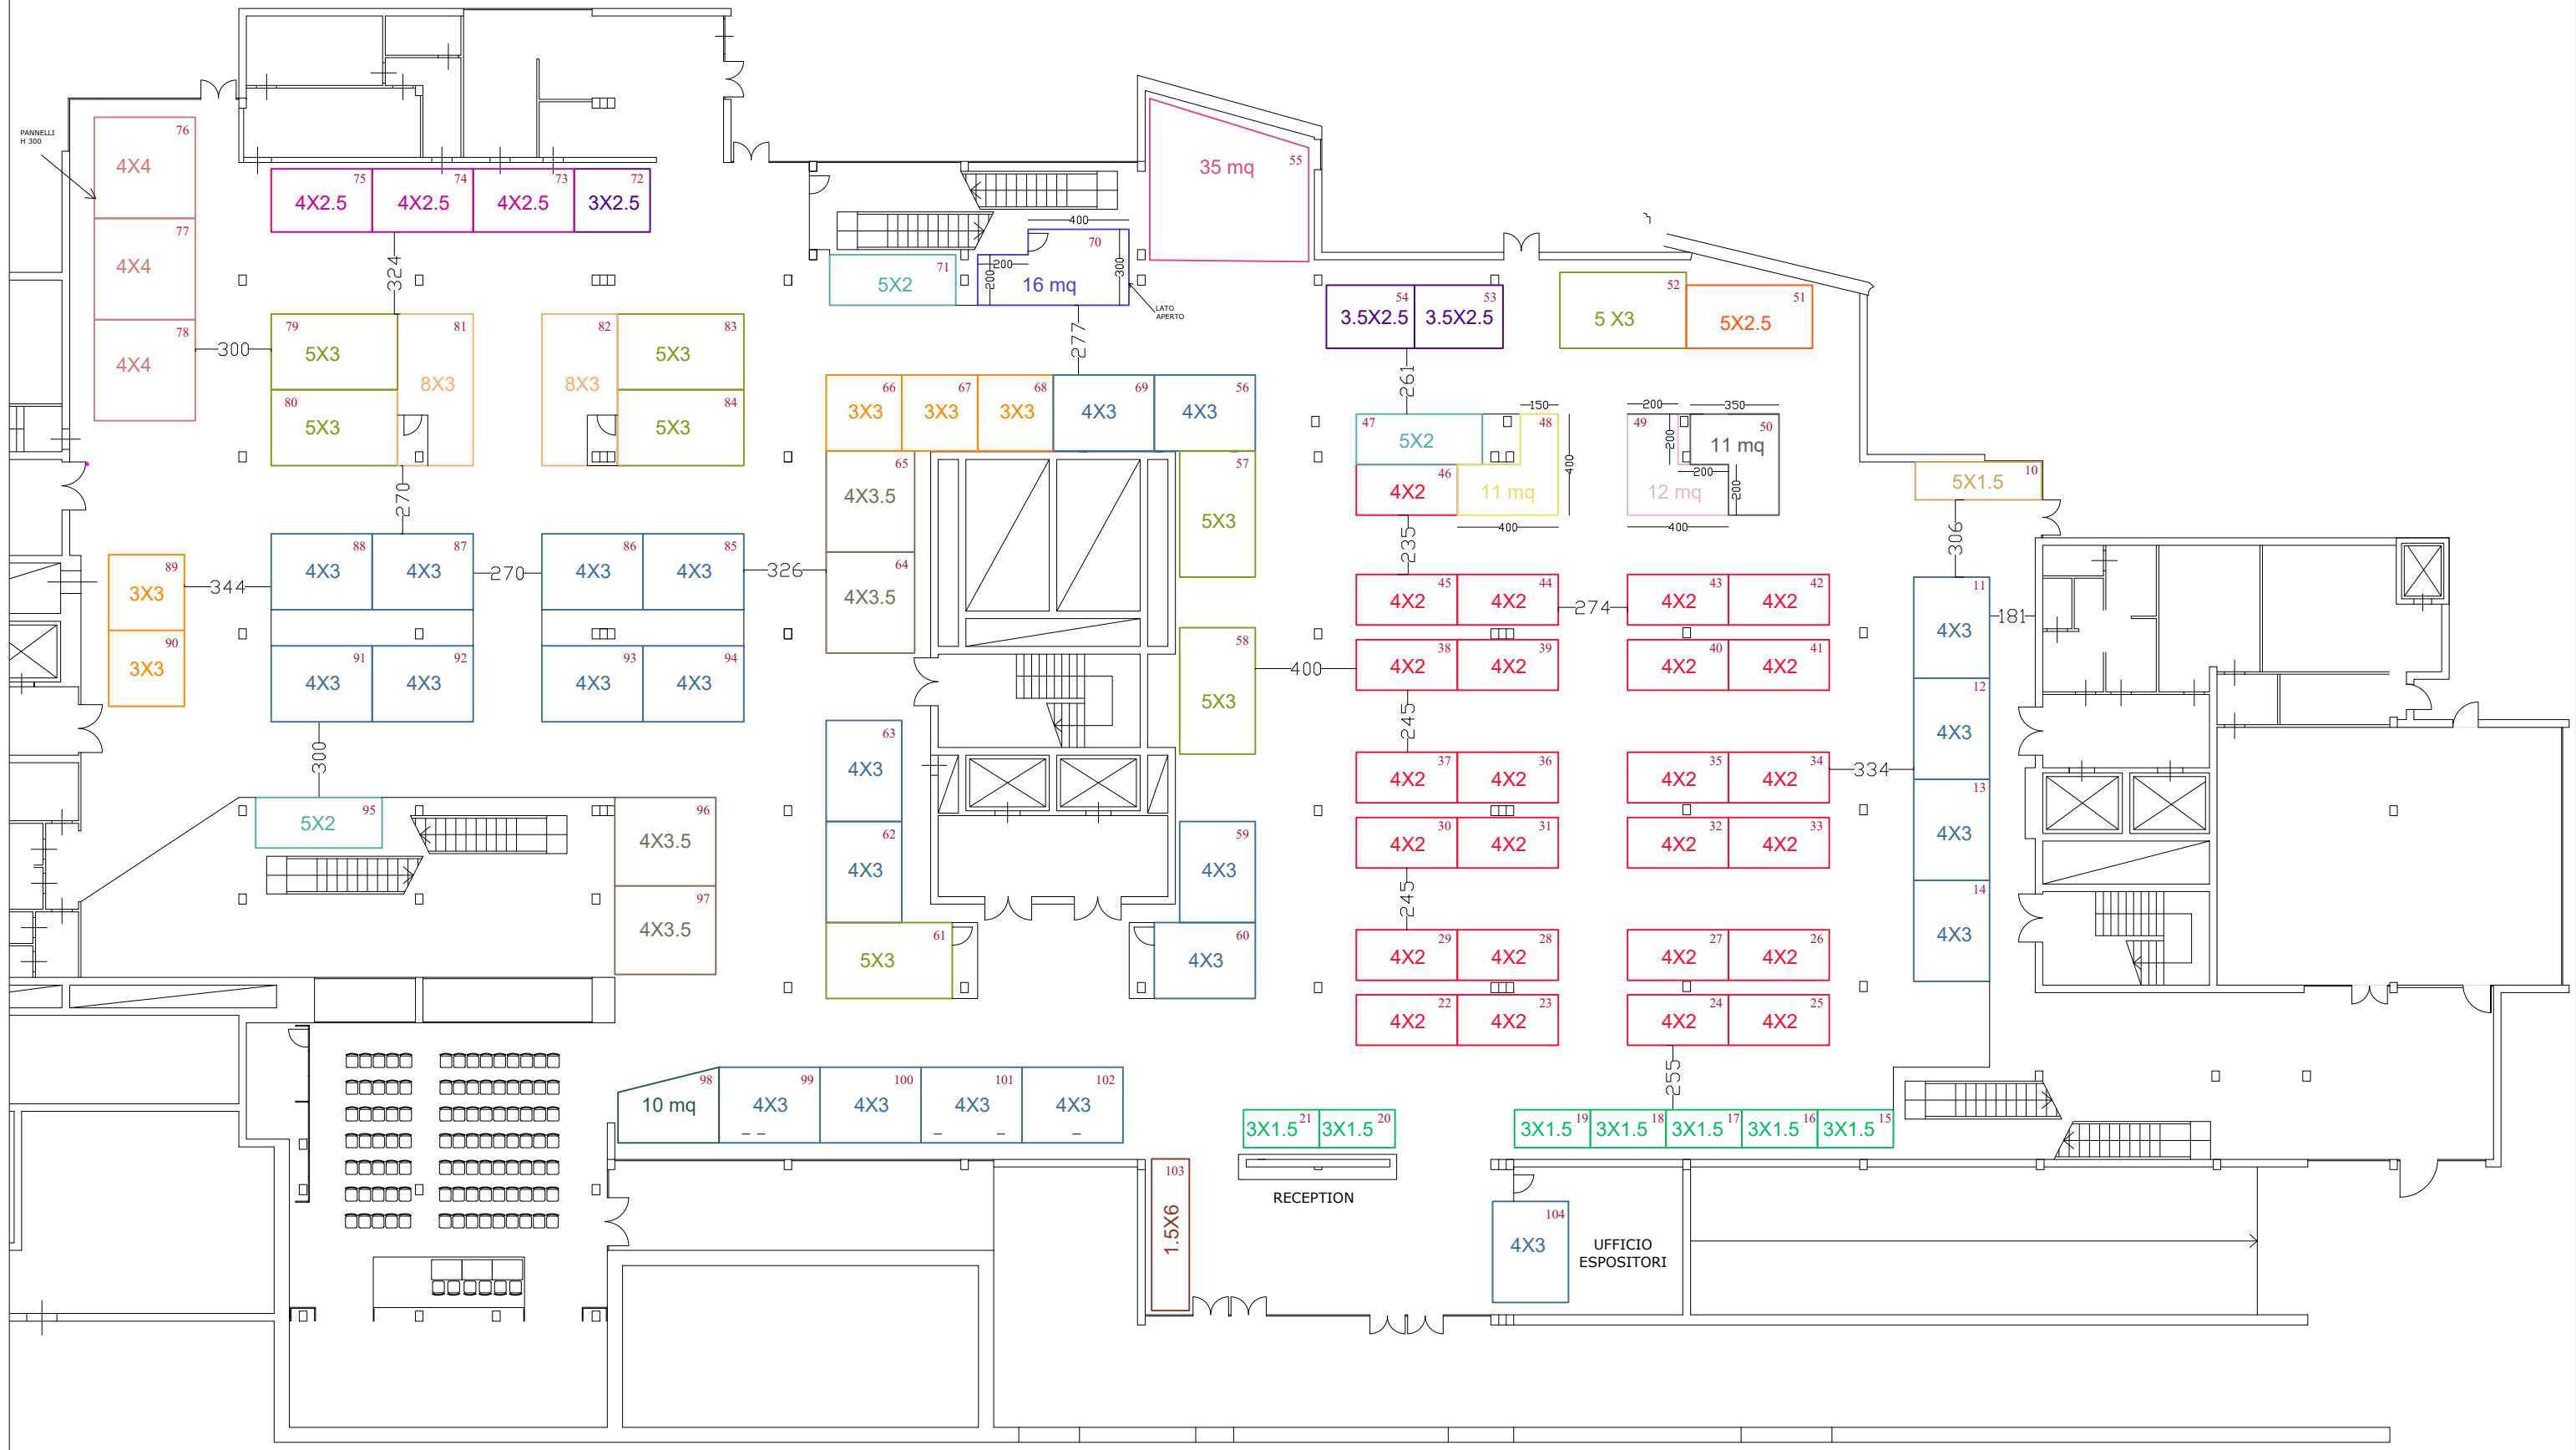 PANNELLI
H 300
76
4X4
77
4X4
78
4X4
75
4X2.5
74
4X2.5
73
4X2.5
72
3X2.5
324
300
79
5X3
80
5X3
81
8X3
82
8X3
83
5X3
84
5X3
270
71
5X2
400
70
200
200
300
16 mq
LATO
APERTO
277
55
35 mq
54
3.5X2.5
53
3.5X2.5
52
5 X3
51
5X2.5
261
66
3X3
67
3X3
68
3X3
69
4X3
56
4X3
65
4X3.5
64
4X3.5
57
5X3
58
5X3
47
5X2
46
4X2
150
48
400
11 mq
400
200
350
49
200
50
11 mq
200
200
12 mq
400
10
5X1.5
306
235
89
3X3
90
3X3
344
88
4X3
87
4X3
270
86
4X3
85
4X3
326
91
4X3
92
4X3
93
4X3
94
4X3
300
400
45
4X2
44
4X2
274
43
4X2
42
4X2
38
4X2
39
4X2
40
4X2
41
4X2
245
11
4X3
181
12
4X3
13
4X3
14
4X3
37
4X2
36
4X2
35
4X2
34
4X2
334
30
4X2
31
4X2
32
4X2
33
4X2
245
29
4X2
28
4X2
27
4X2
26
4X2
22
4X2
23
4X2
24
4X2
25
4X2
255
63
4X3
62
4X3
61
5X3
59
4X3
60
4X3
95
5X2
96
4X3.5
97
4X3.5
98
10 mq
99
4X3
100
4X3
101
4X3
102
4X3
21
3X1.5
20
3X1.5
19
3X1.5
18
3X1.5
17
3X1.5
16
3X1.5
15
3X1.5
103
1.5X6
RECEPTION
104
4X3
UFFICIO
ESPOSITORI